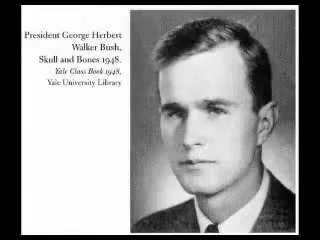 President George Herbert
Walker Bush,
Skull and Bones 1948.
Yale Class Book 1948,
Yale University Library